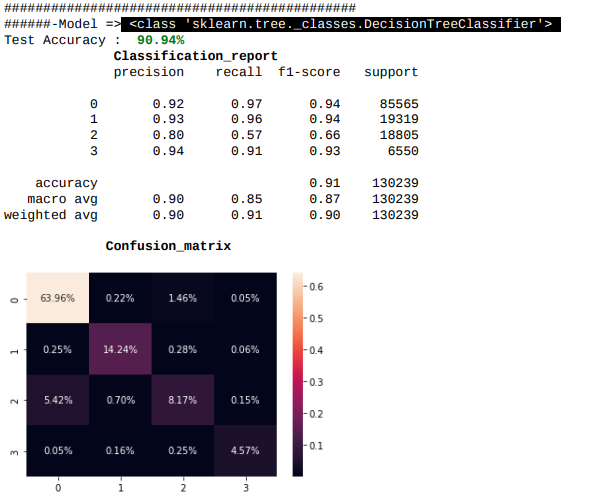 #############################################
######-Model => <class 'sklearn.tree._classes.DecisionTreeClassifier'>
Test Accuracy :  90.94%
Classification_report
precision    recall  f1-score   support
0       0.92      0.97      0.94     85565
1       0.93      0.96      0.94     19319
2       0.80      0.57      0.66     18805
3       0.94      0.91      0.93      6550
accuracy                           0.91    130239
macro avg       0.90      0.85      0.87    130239
weighted avg       0.90      0.91      0.90    130239
Confusion_matrix
0 63.96% 0.22% 1.46% 0.05%
1 0.25% 14.24% 0.28% 0.06%
2 5.42% 0.70% 8.17% 0.15%
3 0.05% 0.16% 0.25% 4.57%
0 1 2 3
0.6
0.5
0.4
0.3
0.2
0.1